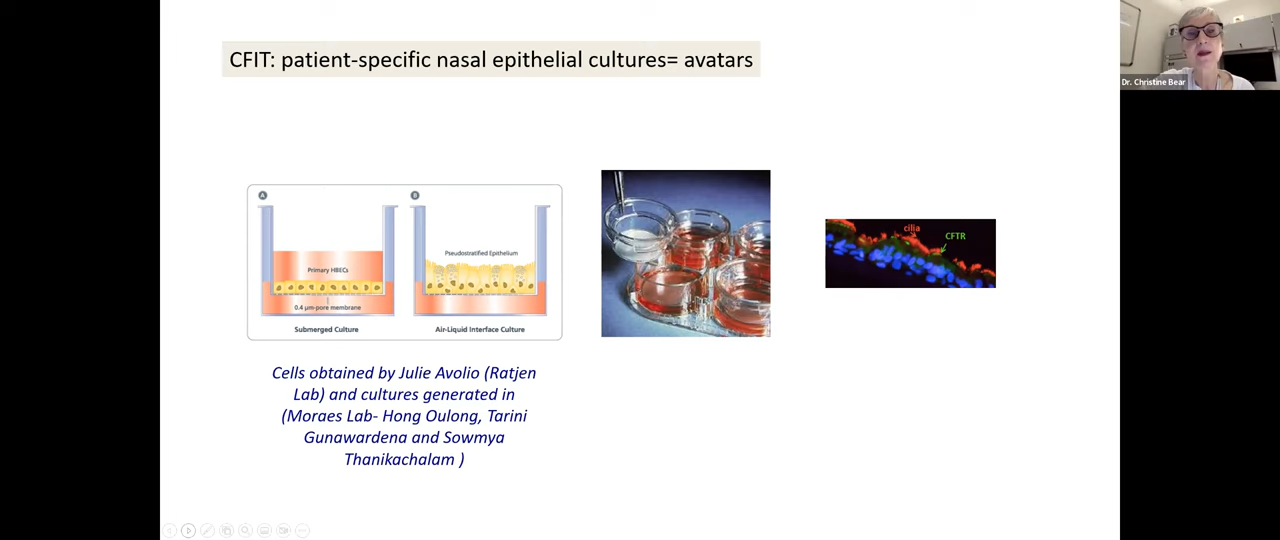 CFIT: patient-specific nasal epithelial cultures= avatars
Dr. Christine Bear
A
B
Primary HBECs
0.4 µm-pore membrane
Submerged Culture
Pseudostratified Epithelium
Air-Liquid Interface Culture
cilia
CFTR
Cells obtained by Julie Avolio (Ratjen
Lab) and cultures generated in
(Moraes Lab- Hong Oulong, Tarini
Gunawardena and Sowmya
Thanikachalam )